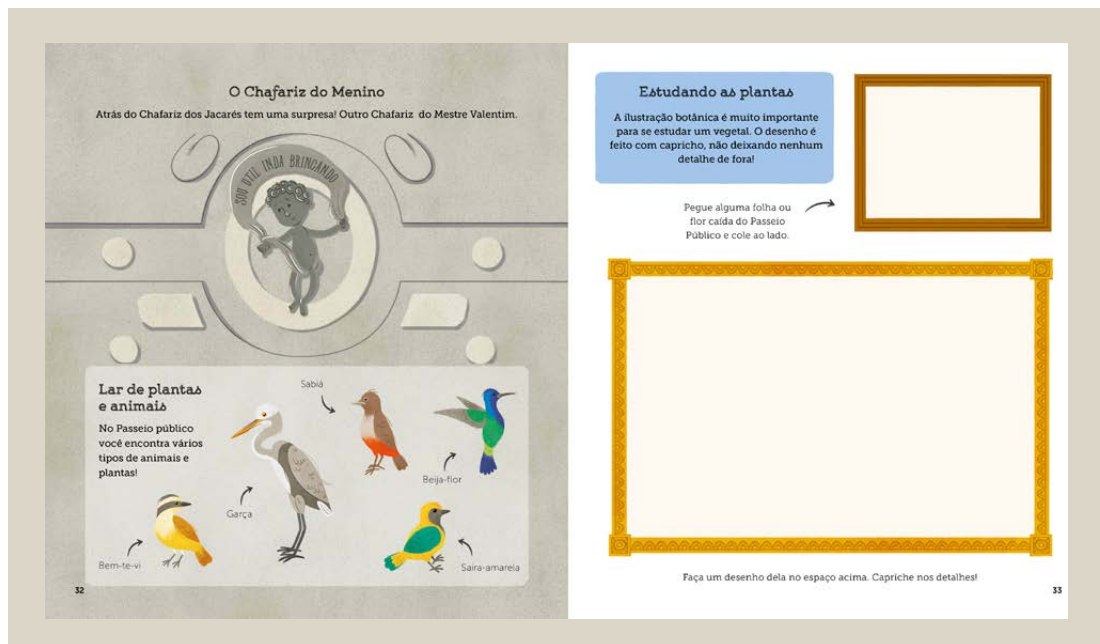 O Chafariz do Menino
Atrás do Chafariz dos Jacarés tem uma surpresa! Outro Chafariz do Mestre Valentim.
SOU ÚTIL INDA BRINCANDO
Lar de plantas
e animais
No Passeio público
você encontra vários
tipos de animais e
plantas!
Sabiá
Beija-flor
Garça
Bem-te-vi
Saira-amarela
32
Estudando as plantas
A ilustração botânica é muito importante
para se estudar um vegetal. O desenho é
feito com capricho, não deixando nenhum
detalhe de fora!
Pegue alguma folha ou
flor caída do Passeio
Público e cole ao lado.
Faça um desenho dela no espaço acima. Capriche nos detalhes!
33